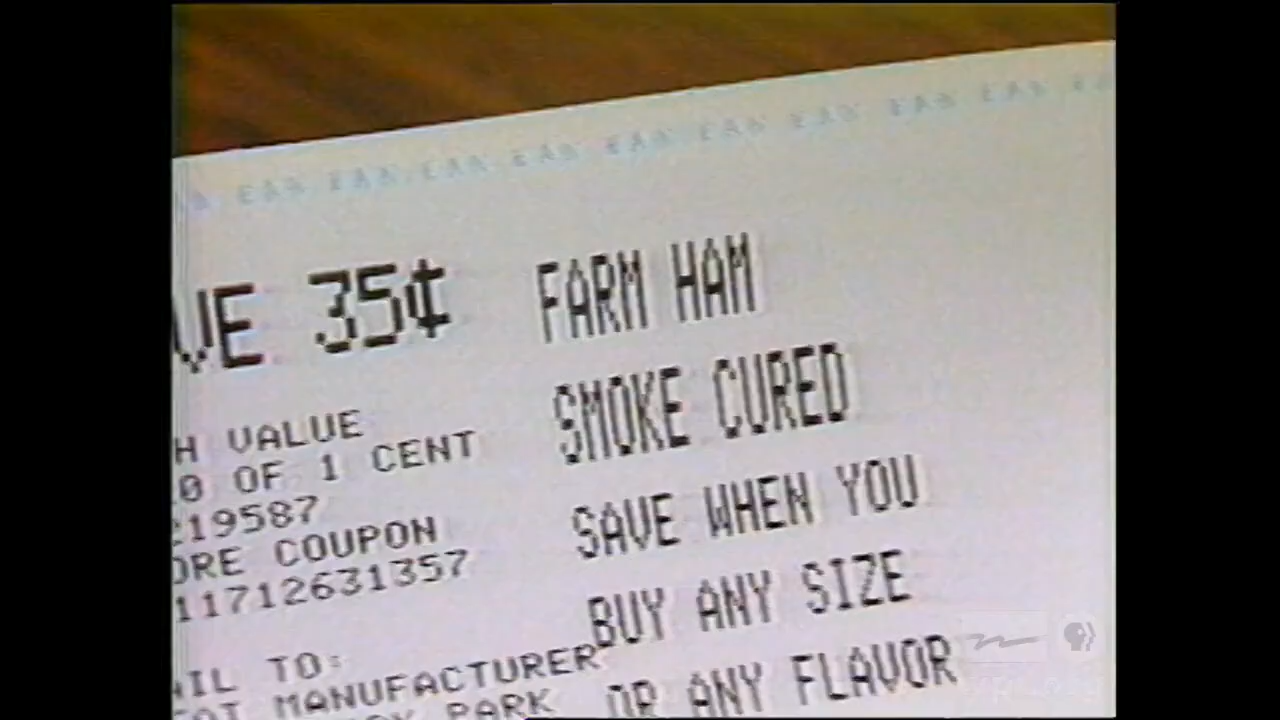 VE 35¢ FARM HAM
SMOKE CURED
SAVE WHEN YOU
BUY ANY SIZE
OR ANY FLAVOR
H VALUE
0 OF 1 CENT
219587
ORE COUPON
11712631357
IL TO:
MANUFACTURER
PARK